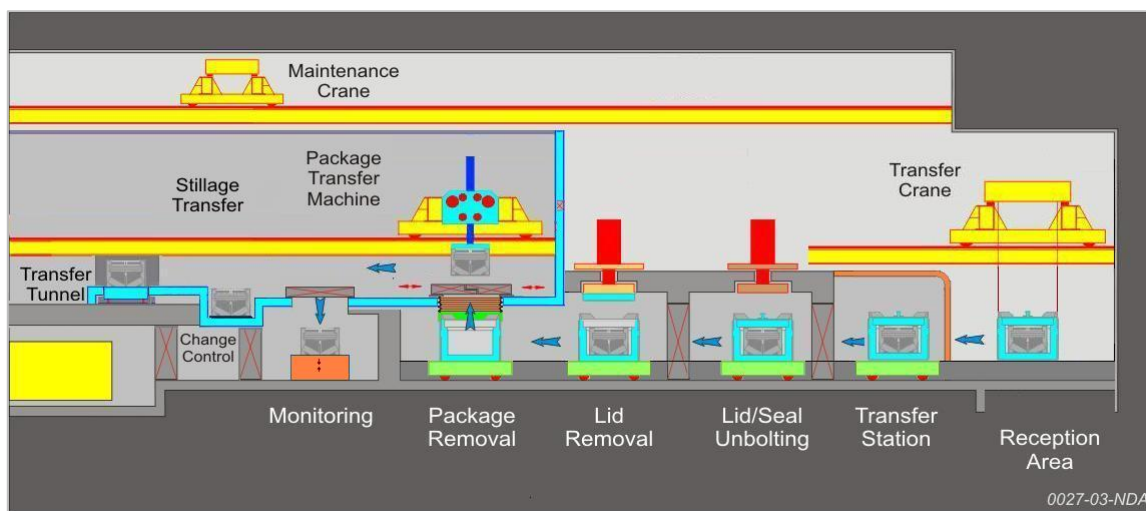 Maintenance
Crane
Package
Transfer
Machine
Stillage
Transfer
Transfer
Crane
Transfer
Tunnel
Change
Control
Monitoring
Package
Removal
Lid
Removal
Lid/Seal
Unbolting
Transfer
Station
Reception
Area
0027-03-NDA